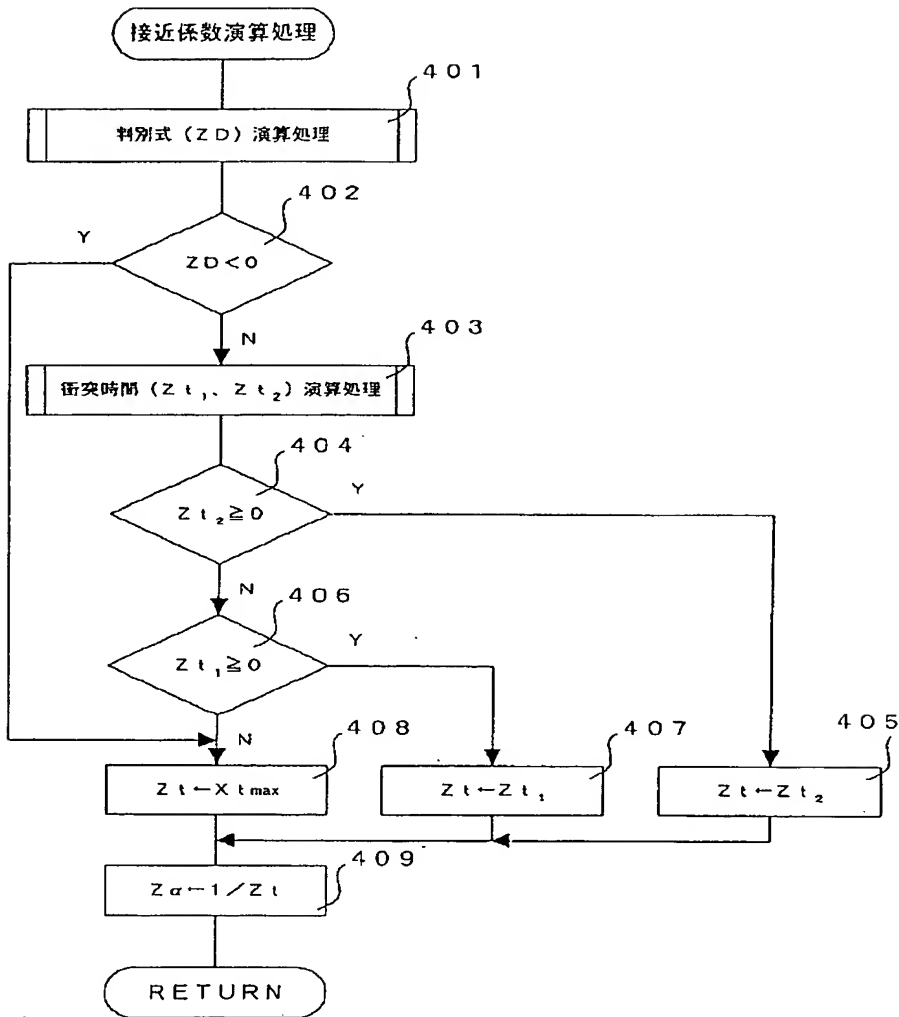 接近係数演算処理
401
判別式（ZD）演算処理
402
Y
ZD<0
N
403
衝突時間（Zt₁、Zt₂）演算処理
404
Y
Zt₂≧0
N
406
Y
Zt₁≧0
N
408
407
405
Zt←Xtmax
Zt←Zt₁
Zt←Zt₂
409
Zα←1／Zt
RETURN